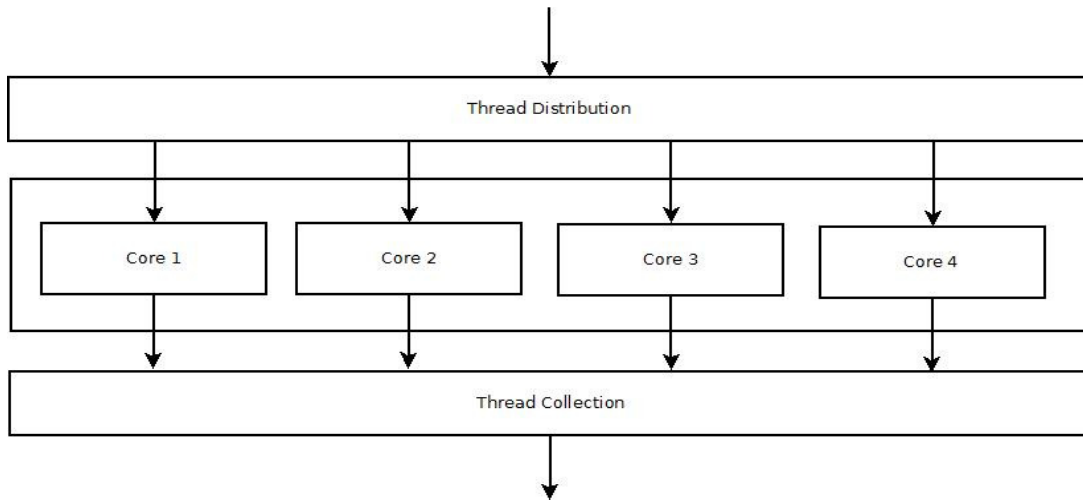 Thread Distribution
Core 1
Core 2
Core 3
Core 4
Thread Collection